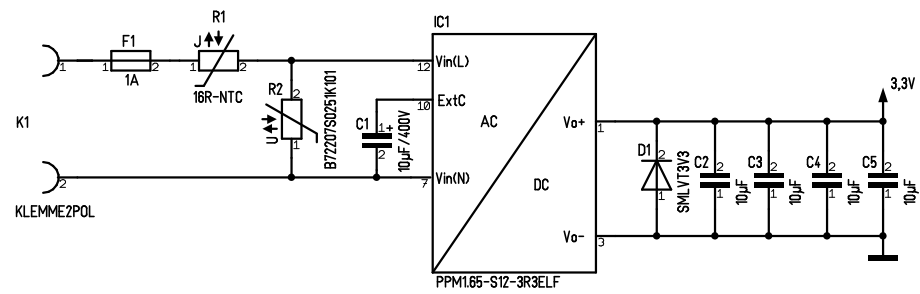 R1
IC1
F1
J
1
2
1
2
1
2
12
Vin(L)
1A
16R-NTC
R2
2
1
U
B72207S0251K101
10
ExtC
3,3V
K1
C1
1+
2
10µF/400V
AC
Vo+
1
D1
2
1
SMLVT3V3
C2
2
1
10µF
C3
2
1
10µF
C4
2
1
10µF
C5
2
1
10µF
2
7
Vin(N)
DC
KLEMME2POL
Vo-
3
PPM1.65-S12-3R3ELF